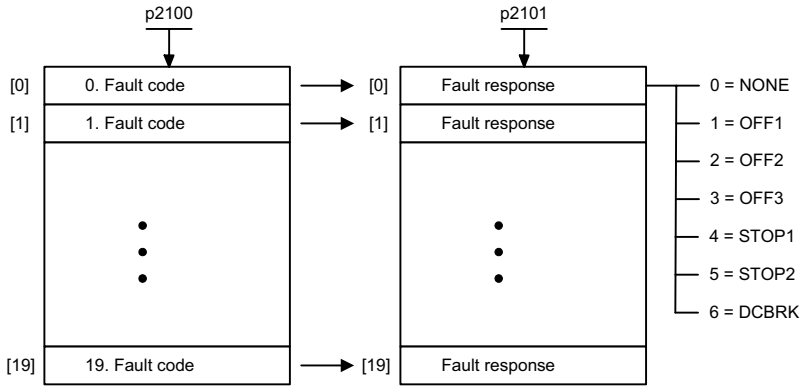 p2100 p2101
[0] 0. Fault code [0] Fault response 0 = NONE
[1] 1. Fault code [1] Fault response 1 = OFF1
2 = OFF2
3 = OFF3
4 = STOP1
5 = STOP2
6 = DCBRK
[19] 19. Fault code [19] Fault response